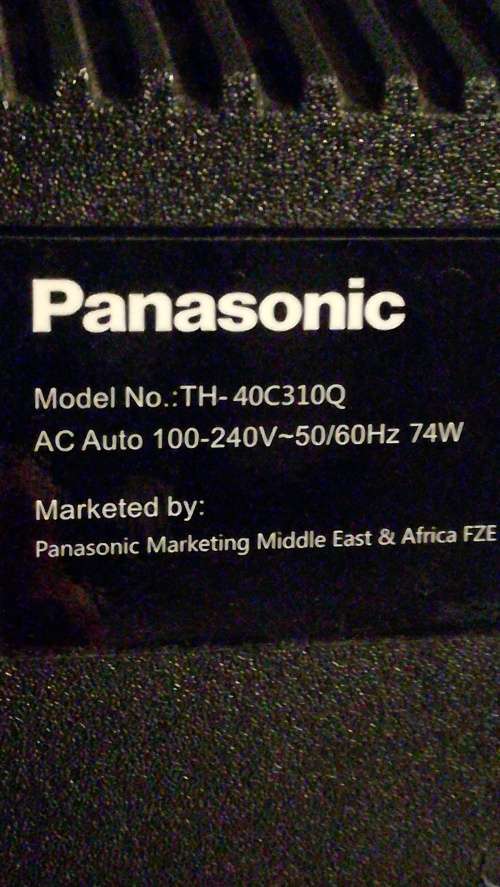 Panasonic
Model No.:TH-40C310Q
AC Auto 100-240V~50/60Hz 74W
Marketed by:
Panasonic Marketing Middle East & Africa FZE